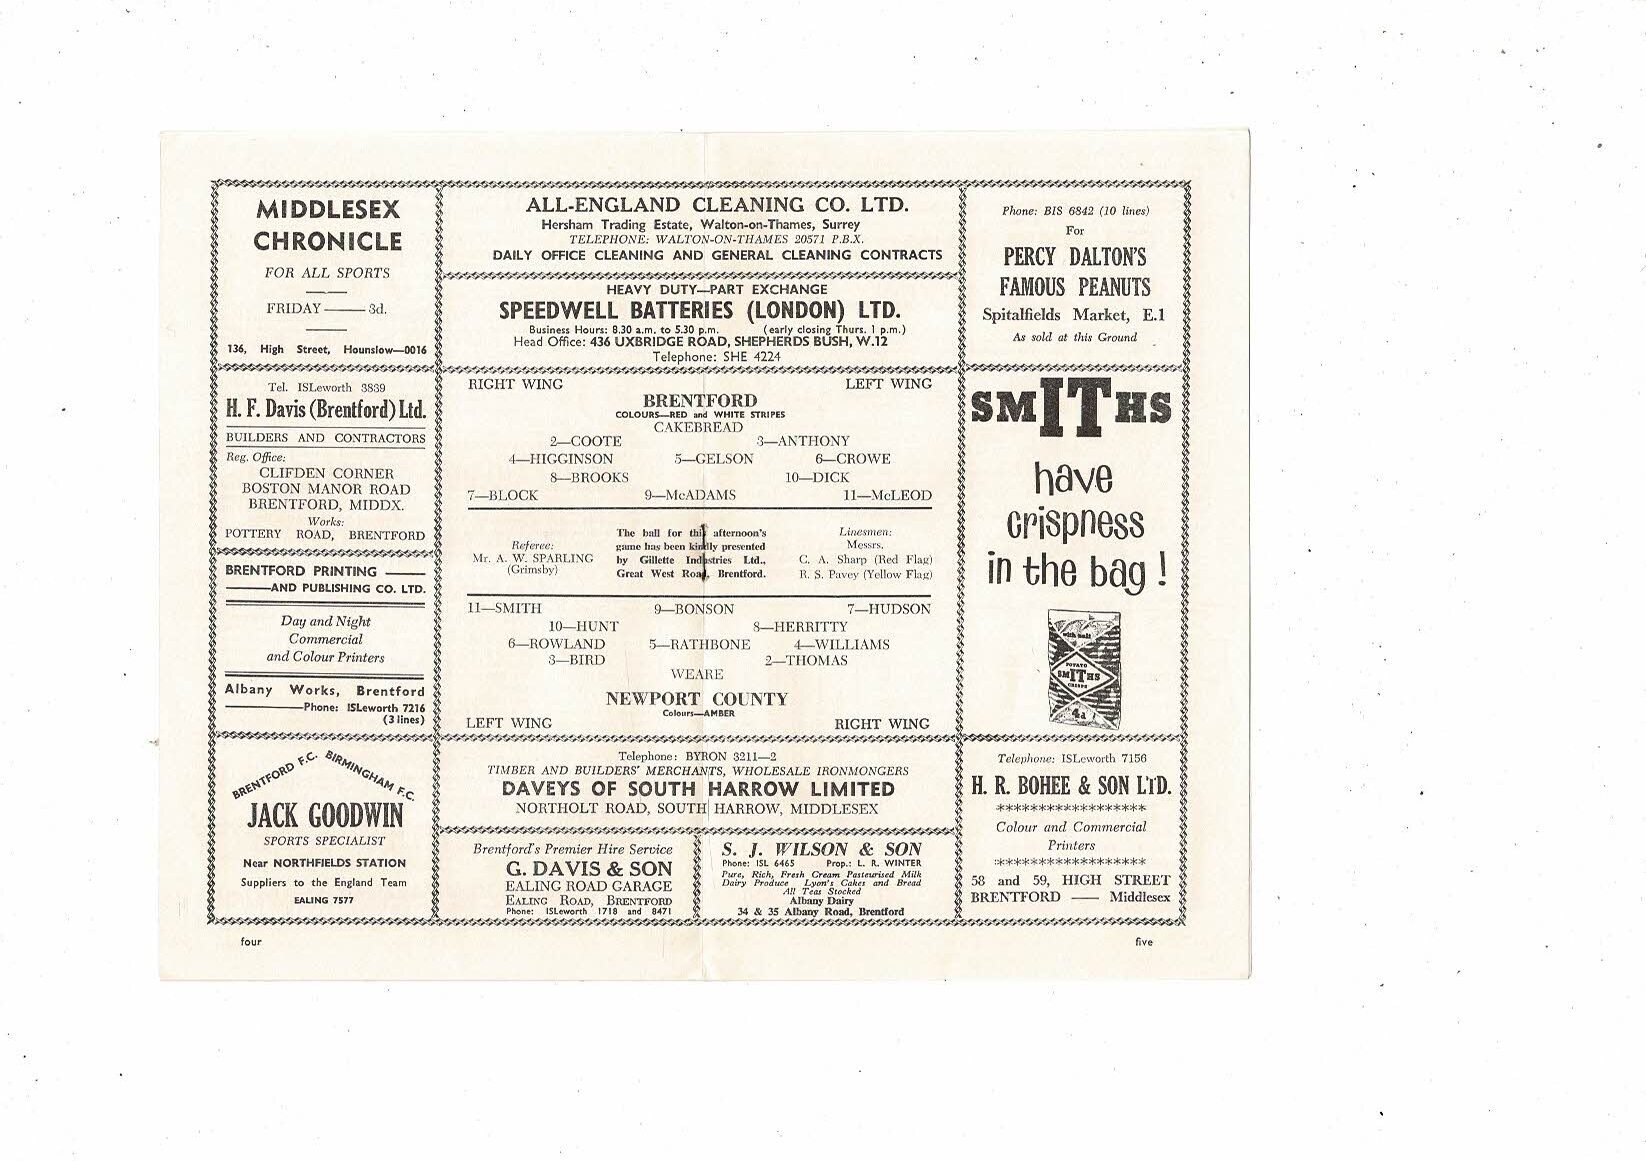 MIDDLESEX
CHRONICLE
FOR ALL SPORTS
FRIDAY —— 3d.
136, High Street, Hounslow—0016
Tel. ISLeworth 3839
H. F. Davis (Brentford) Ltd.
BUILDERS AND CONTRACTORS
Reg. Office:
CLIFDEN CORNER
BOSTON MANOR ROAD
BRENTFORD, MIDDX.
Works:
POTTERY ROAD, BRENTFORD
BRENTFORD PRINTING ——
——AND PUBLISHING CO. LTD.
Day and Night
Commercial
and Colour Printers
Albany Works, Brentford
——Phone: ISLeworth 7216
(3 lines)
BRENTFORD F.C. BIRMINGHAM F.C.
JACK GOODWIN
SPORTS SPECIALIST
Near NORTHFIELDS STATION
Suppliers to the England Team
EALING 7577
ALL-ENGLAND CLEANING CO. LTD.
Hersham Trading Estate, Walton-on-Thames, Surrey
TELEPHONE: WALTON-ON-THAMES 20571 P.B.X.
DAILY OFFICE CLEANING AND GENERAL CLEANING CONTRACTS
HEAVY DUTY—PART EXCHANGE
SPEEDWELL BATTERIES (LONDON) LTD.
Business Hours: 8.30 a.m. to 5.30 p.m. (early closing Thurs. 1 p.m.)
Head Office: 436 UXBRIDGE ROAD, SHEPHERDS BUSH, W.12
Telephone: SHE 4224
RIGHT WING LEFT WING
BRENTFORD
COLOURS—RED and WHITE STRIPES
CAKEBREAD
2—COOTE 3—ANTHONY
4—HIGGINSON 5—GELSON 6—CROWE
8—BROOKS 10—DICK
7—BLOCK 9—McADAMS 11—McLEOD
Referee:
Mr. A. W. SPARLING
(Grimsby)
The ball for this afternoon's
game has been kindly presented
by Gillette Industries Ltd.,
Great West Road, Brentford.
Linesmen:
Messrs.
C. A. Sharp (Red Flag)
R. S. Pavey (Yellow Flag)
11—SMITH 9—BONSON 7—HUDSON
10—HUNT 8—HERRITTY
6—ROWLAND 5—RATHBONE 4—WILLIAMS
3—BIRD 2—THOMAS
WEARE
NEWPORT COUNTY
Colours—AMBER
LEFT WING RIGHT WING
Telephone: BYRON 3211—2
TIMBER AND BUILDERS' MERCHANTS, WHOLESALE IRONMONGERS
DAVEYS OF SOUTH HARROW LIMITED
NORTHOLT ROAD, SOUTH HARROW, MIDDLESEX
Brentford's Premier Hire Service
G. DAVIS & SON
EALING ROAD GARAGE
EALING ROAD, BRENTFORD
Phone: ISLeworth 1718 and 8471
S. J. WILSON & SON
Phone: ISL 6465 Prop.: L. R. WINTER
Pure, Rich, Fresh Cream Pasteurised Milk
Dairy Produce Lyon's Cakes and Bread
All Teas Stocked
Albany Dairy
34 & 35 Albany Road, Brentford
Phone: BIS 6842 (10 lines)
For
PERCY DALTON'S
FAMOUS PEANUTS
Spitalfields Market, E.1
As sold at this Ground
SMITHS
have
crispness
in the bag!
with salt
POTATO
SMITHS
CRISPS
4d
Telephone: ISLeworth 7156
H. R. BOHEE & SON LTD.
******************
Colour and Commercial
Printers
:******************
58 and 59, HIGH STREET
BRENTFORD —— Middlesex
four
five